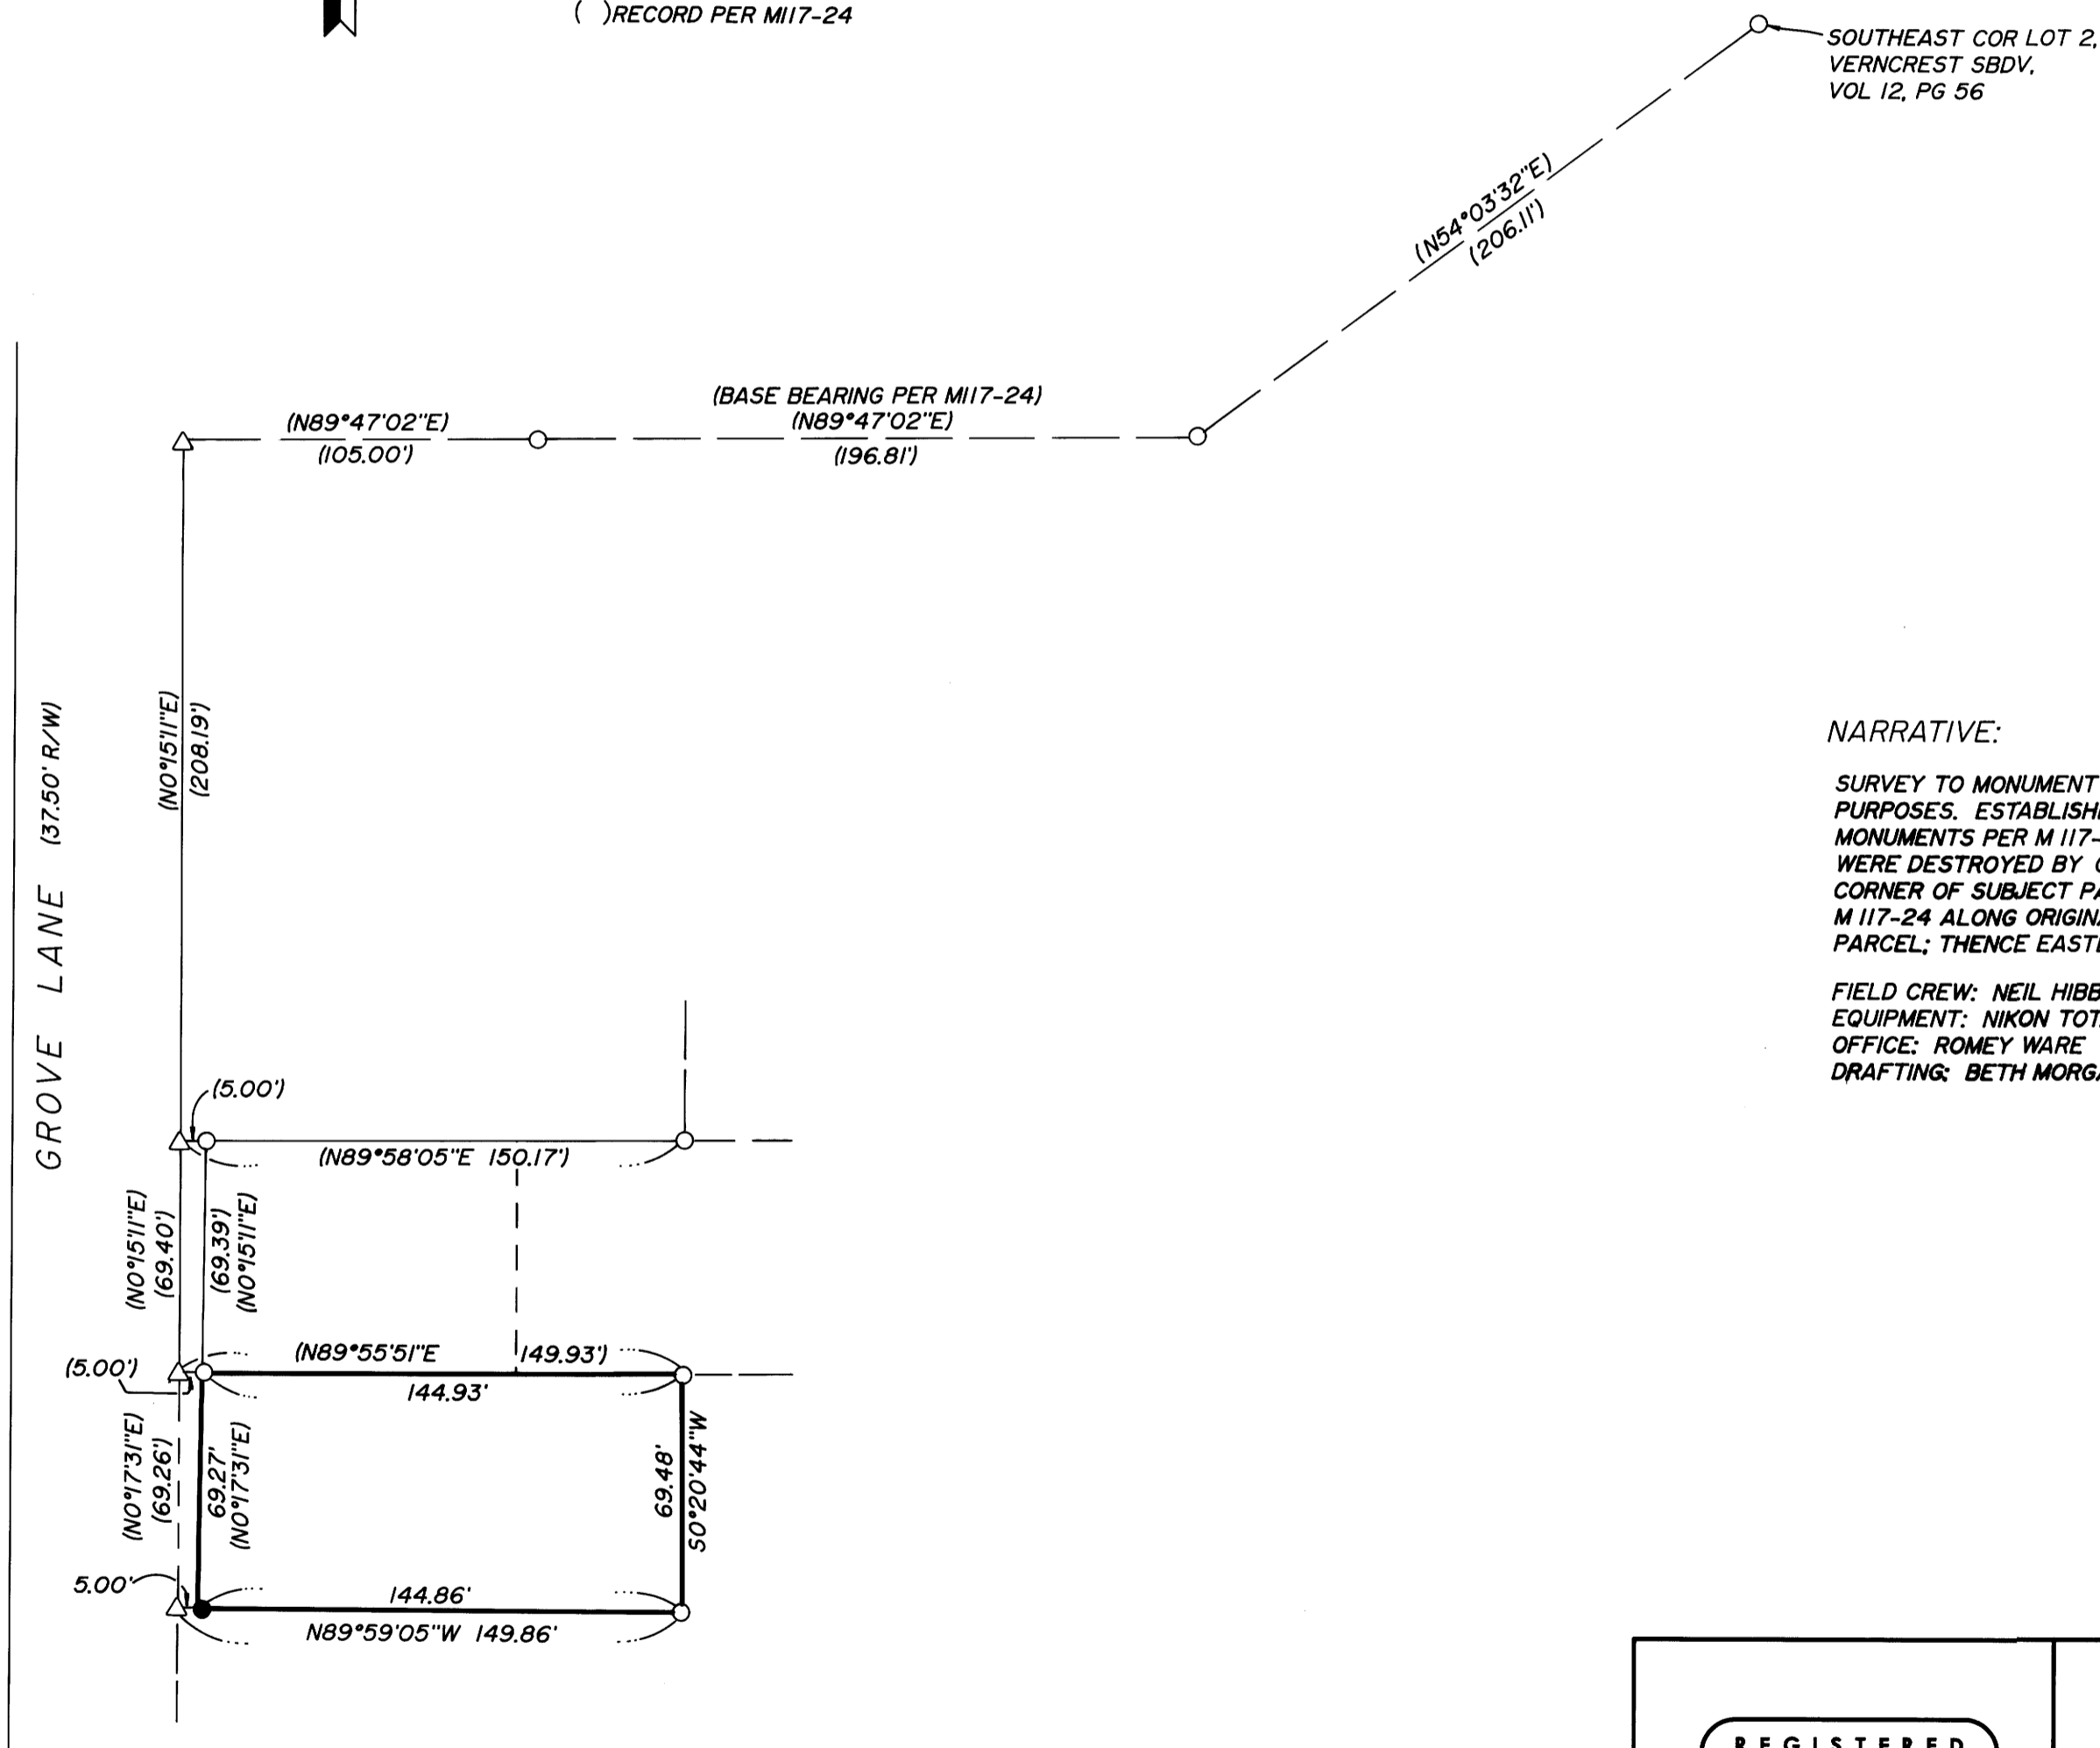 ( )RECORD PER M117-24
SOUTHEAST COR LOT 2,
VERNCREST SBDV,
VOL 12, PG 56
(N54°03'32"E)
(206.11')
(BASE BEARING PER M117-24)
(N89°47'02"E)
(105.00')
(N89°47'02"E)
(196.81')
(N0°15'11"E)
(208.19')
GROVE LANE (37.50' R/W)
NARRATIVE:
SURVEY TO MONUMENT
PURPOSES. ESTABLISH
MONUMENTS PER M 117-
WERE DESTROYED BY
CORNER OF SUBJECT PA
M 117-24 ALONG ORIGIN
PARCEL; THENCE EAST
FIELD CREW: NEIL HIBB
EQUIPMENT: NIKON TOT
OFFICE: ROMEY WARE
DRAFTING: BETH MORG
(5.00')
(N89°58'05"E 150.17')
(N0°15'11"E)
(69.40')
(69.39')
(N0°15'11"E)
(5.00')
(N89°55'51"E 149.93')
144.93'
(N0°17'31"E)
(69.26')
69.27'
(N0°17'31"E)
69.48'
S0°20'44"W
5.00'
144.86'
N89°59'05"W 149.86'
REGISTERED